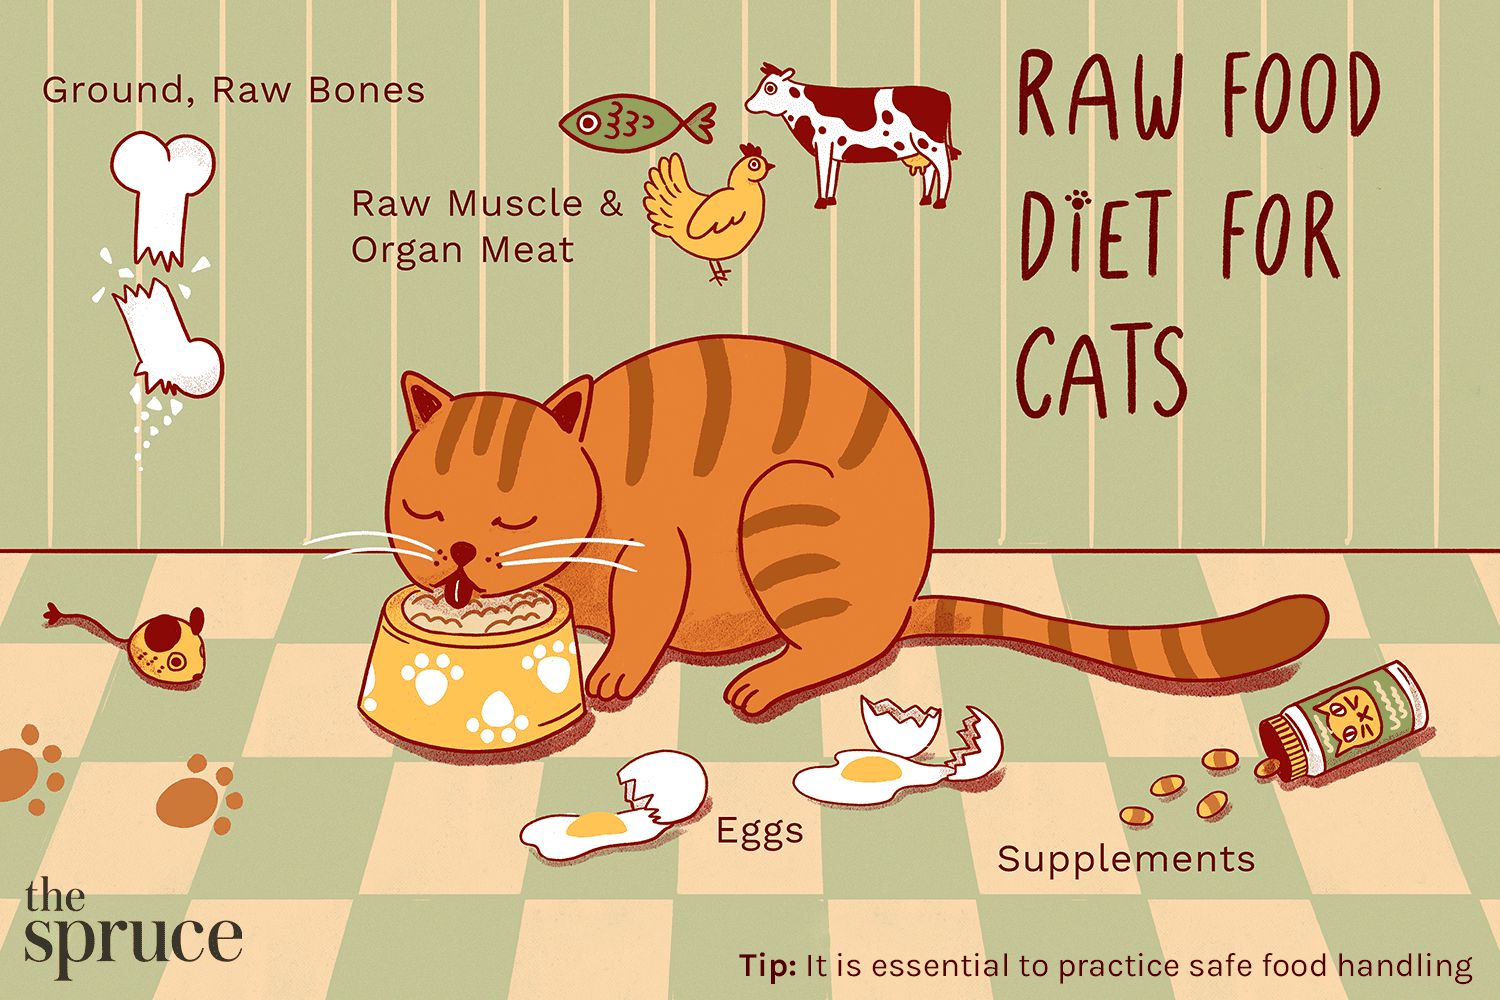 Ground, Raw Bones
Raw Muscle &
Organ Meat
RAW FOOD
DIET FOR
CATS
Eggs
Supplements
the
spruce
Tip: It is essential to practice safe food handling